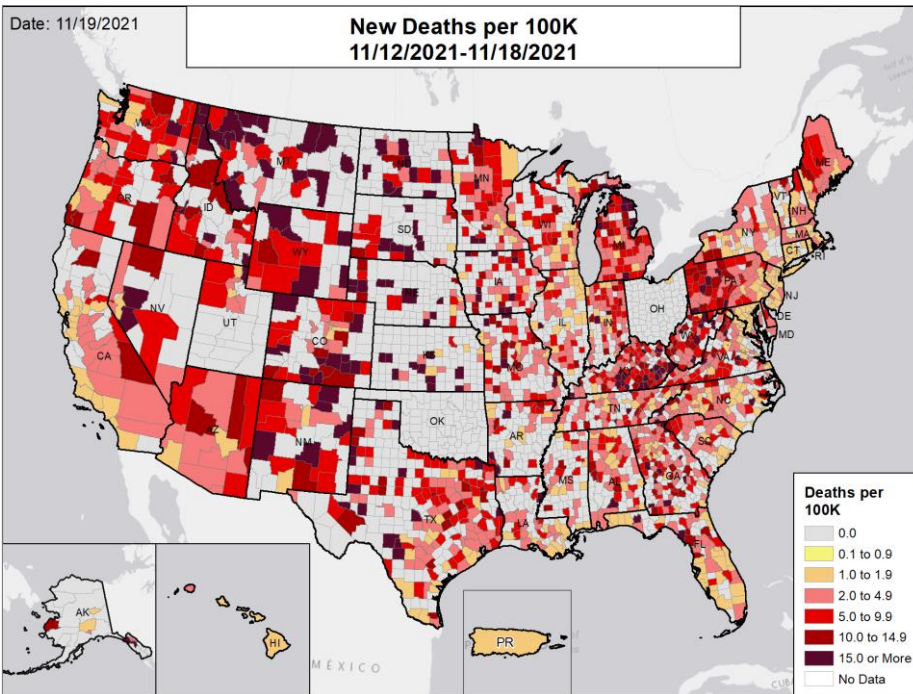 Date: 11/19/2021
New Deaths per 100K
11/12/2021-11/18/2021
WA
MT
ND
MN
ME
OR
ID
WY
SD
WI
MI
VT
NH
NY
MA
CT
RI
NV
UT
CO
IA
IL
IN
OH
PA
NJ
DE
MD
CA
MO
VA
AZ
NM
OK
AR
TN
NC
SC
TX
LA
MS
AL
GA
FL
AK
HI
PR
MÉXICO
Deaths per
100K
0.0
0.1 to 0.9
1.0 to 1.9
2.0 to 4.9
5.0 to 9.9
10.0 to 14.9
15.0 or More
No Data